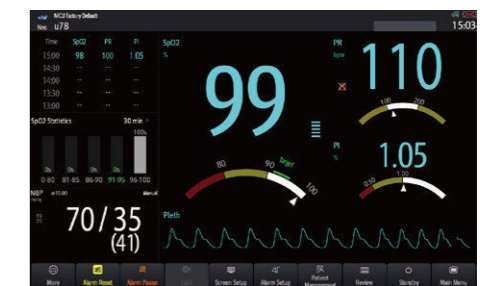 NICU Factory Default
Neo u78
15:03
Time SpO2 PR PI
15:00 98 100 1.05
14:30 -- -- --
14:00 -- -- --
13:30 -- -- --
13:00 -- -- --
SpO2 Statistics 30 min
100%
0% 0% 0% 0%
0-80 81-85 86-90 91-95 96-100
NIBP 15:00 Manual
mmHg
70/35
(41)
SpO2
%
99
80 90 Target 100
PR
bpm
110
100 200
PI
%
1.05
0.30 1.00
Pleth
More
Alarm Reset
Alarm Pause
Screen Setup
Alarm Setup
Patient Management
Review
Standby
Main Menu